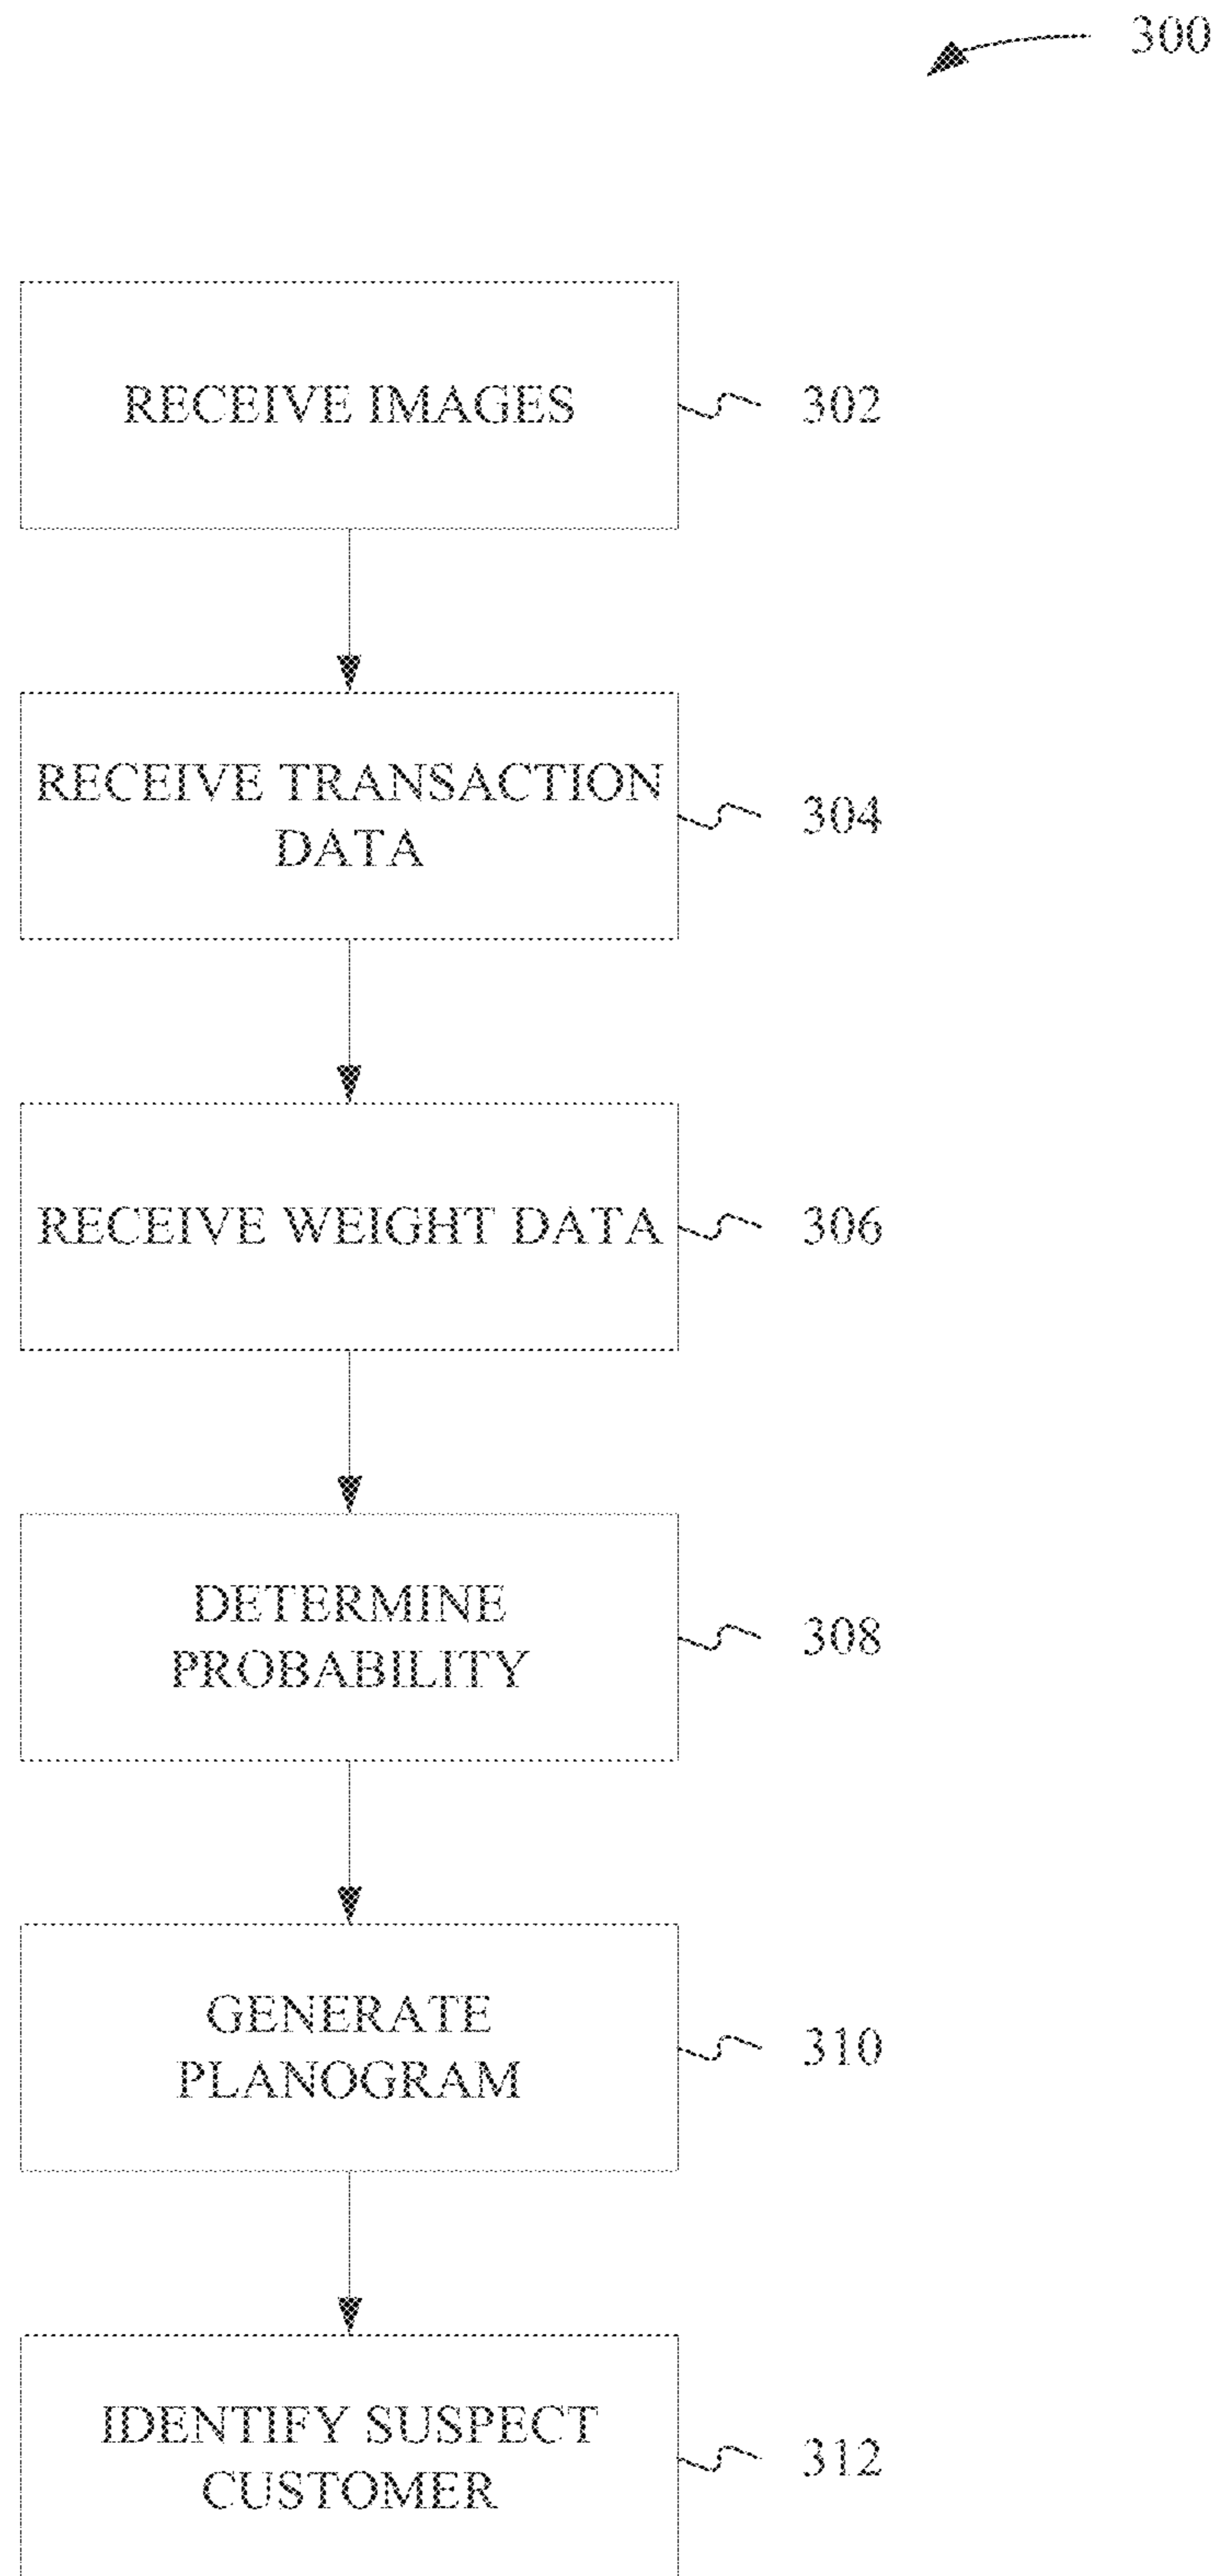 300
RECEIVE IMAGES
302
RECEIVE TRANSACTION
DATA
304
RECEIVE WEIGHT DATA
306
DETERMINE
PROBABILITY
308
GENERATE
PLANOGRAM
310
IDENTIFY SUSPECT
CUSTOMER
312